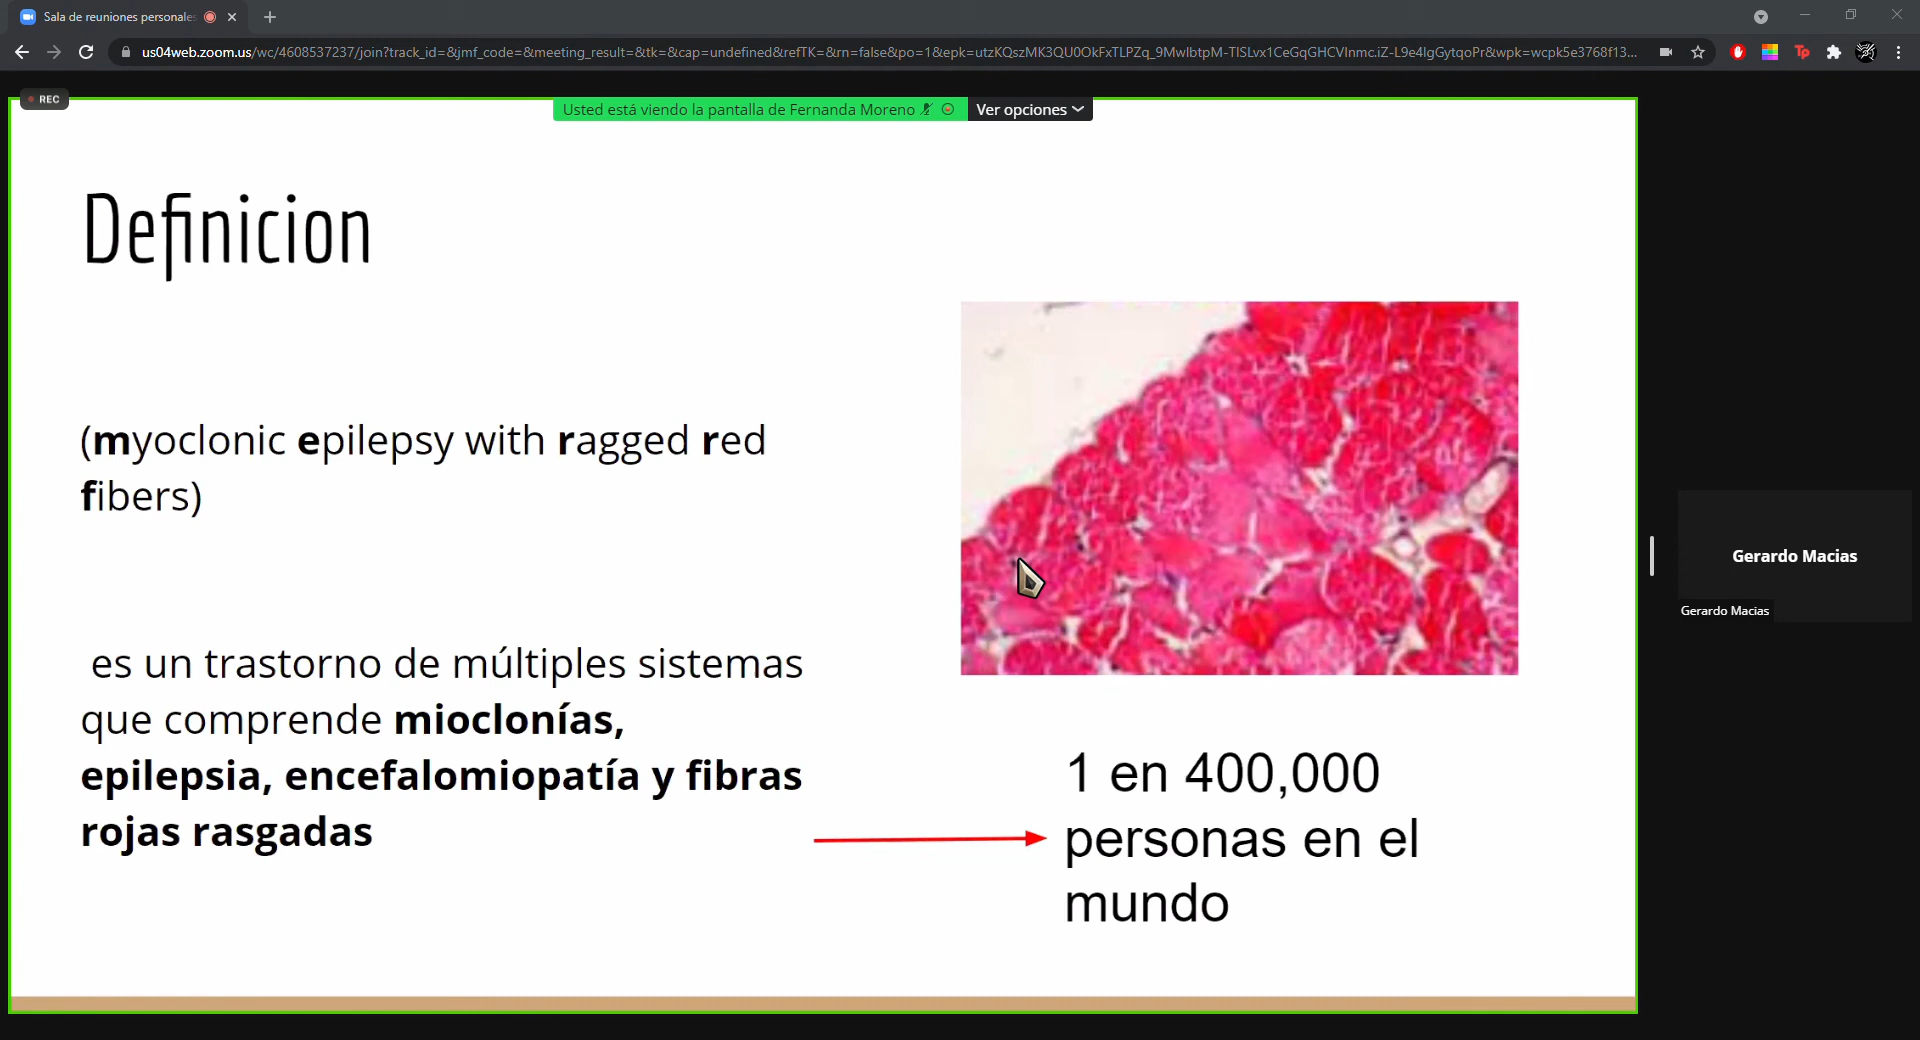 Sala de reuniones personales
us04web.zoom.us/wc/4608537237/join?track_id=&jmf_code=&meeting_result=&tk=&cap=undefined&refTK=&rn=false&po=1&epk=utzKQszMK3QU0OkFxTLPZq_9MwIbtpM-TlSLvx1CeGqGHCVInmc.iZ-L9e4lgGytqoPr&wpk=wcpk5e3768f13...
REC
Usted está viendo la pantalla de Fernanda Moreno
Ver opciones
Definicion
(myoclonic epilepsy with ragged red
fibers)
es un trastorno de múltiples sistemas
que comprende mioclonías,
epilepsia, encefalomiopatía y fibras
rojas rasgadas
1 en 400,000
personas en el
mundo
Gerardo Macias
Gerardo Macias